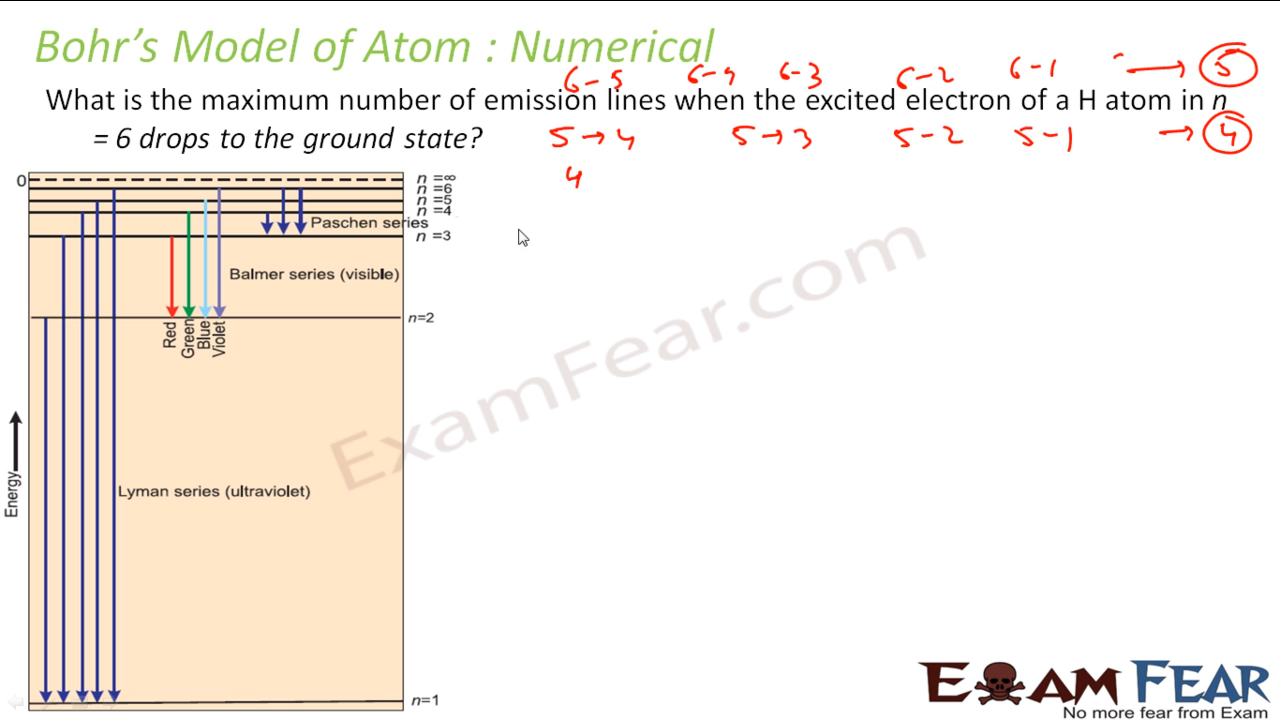 Bohr's Model of Atom : Numerical
6-5 6-4 6-3 6-2 6-1 → 5
What is the maximum number of emission lines when the excited electron of a H atom in n
= 6 drops to the ground state?
5→4 5→3 5-2 5-1 → 4
4
0
n =∞
n =6
n =5
n =4
Paschen series
n =3
Balmer series (visible)
n=2
Red
Green
Blue
Violet
Energy
Lyman series (ultraviolet)
n=1
ExamFear.com
EXAMFEAR
No more fear from Exam